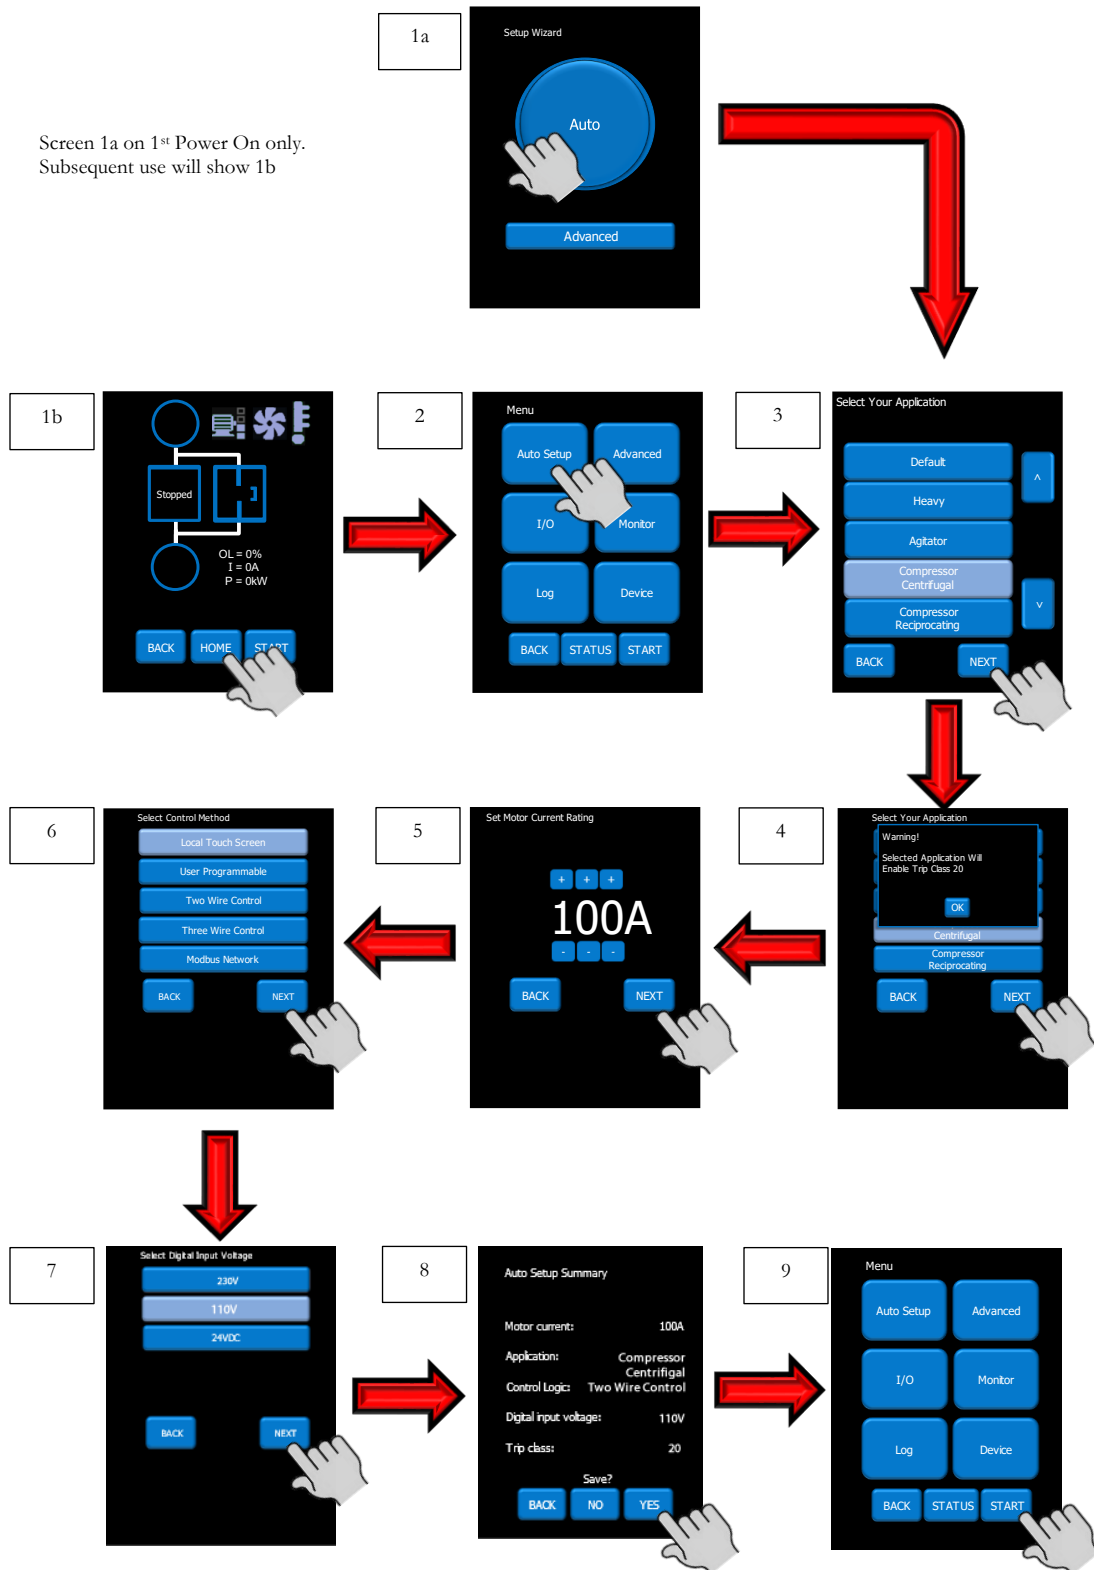 1a
Setup Wizard
Auto
Advanced
Screen 1a on 1st Power On only.
Subsequent use will show 1b
1b
Stopped
OL = 0%
I = 0A
P = 0kW
BACK
HOME
START
2
Menu
Auto Setup
Advanced
I/O
Monitor
Log
Device
BACK
STATUS
START
3
Select Your Application
Default
^
Heavy
Agitator
Compressor
Centrifugal
v
Compressor
Reciprocating
BACK
NEXT
6
Select Control Method
Local Touch Screen
User Programmable
Two Wire Control
Three Wire Control
Modbus Network
BACK
NEXT
5
Set Motor Current Rating
+ + +
100A
- - -
BACK
NEXT
4
Select Your Application
Warning!
Selected Application Will
Enable Trip Class 20
OK
Centrifugal
Compressor
Reciprocating
BACK
NEXT
7
Select Digital Input Voltage
230V
110V
24VDC
BACK
NEXT
8
Auto Setup Summary
Motor current: 100A
Application: Compressor
Centrifigal
Control Logic: Two Wire Control
Digital input voltage: 110V
Trip class: 20
Save?
BACK
NO
YES
9
Menu
Auto Setup
Advanced
I/O
Monitor
Log
Device
BACK
STATUS
START